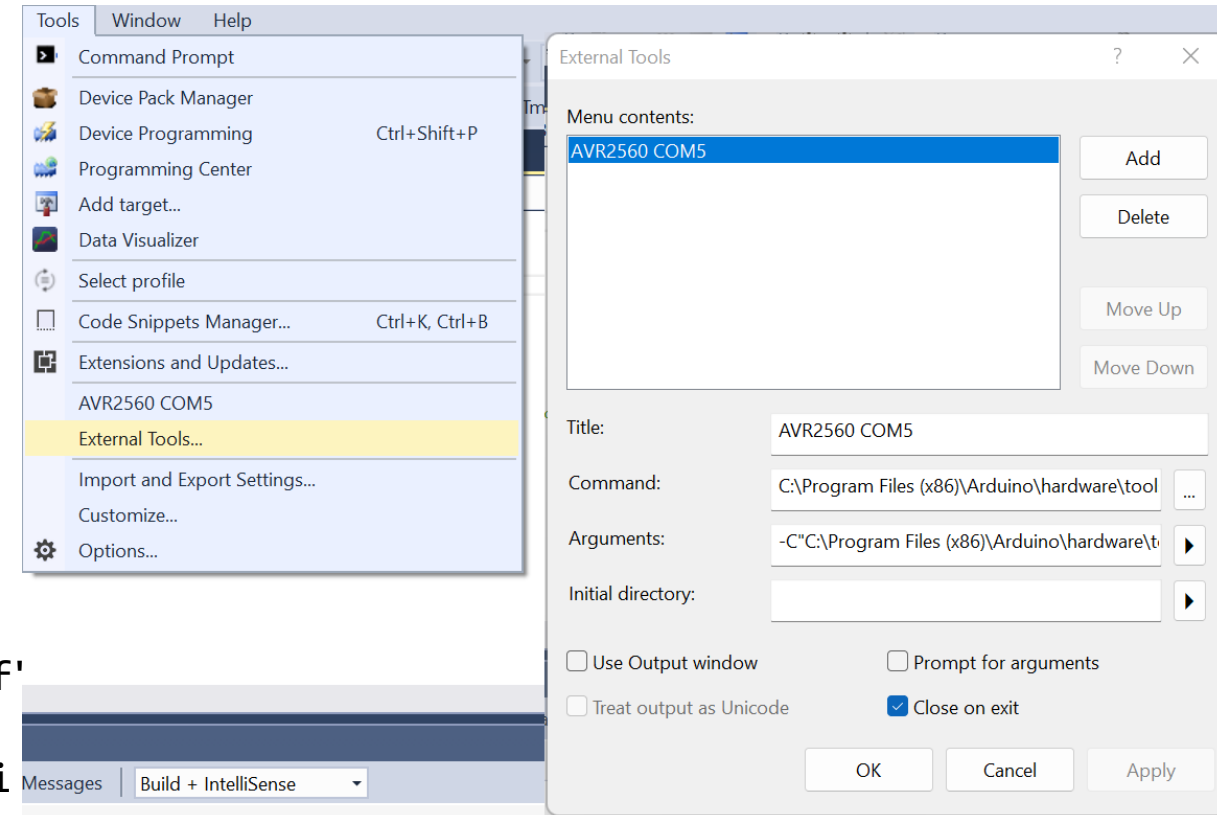 Tools Window Help
Command Prompt
Device Pack Manager
Device Programming Ctrl+Shift+P
Programming Center
Add target...
Data Visualizer
Select profile
Code Snippets Manager... Ctrl+K, Ctrl+B
Extensions and Updates...
AVR2560 COM5
External Tools...
Import and Export Settings...
Customize...
Options...
f'
i
Messages Build + IntelliSense
Tm
External Tools ?
Menu contents:
AVR2560 COM5
Add
Delete
Move Up
Move Down
Title: AVR2560 COM5
Command: C:\Program Files (x86)\Arduino\hardware\tool ...
Arguments: -C"C:\Program Files (x86)\Arduino\hardware\t
Initial directory:
Use Output window Prompt for arguments
Treat output as Unicode Close on exit
OK Cancel Apply